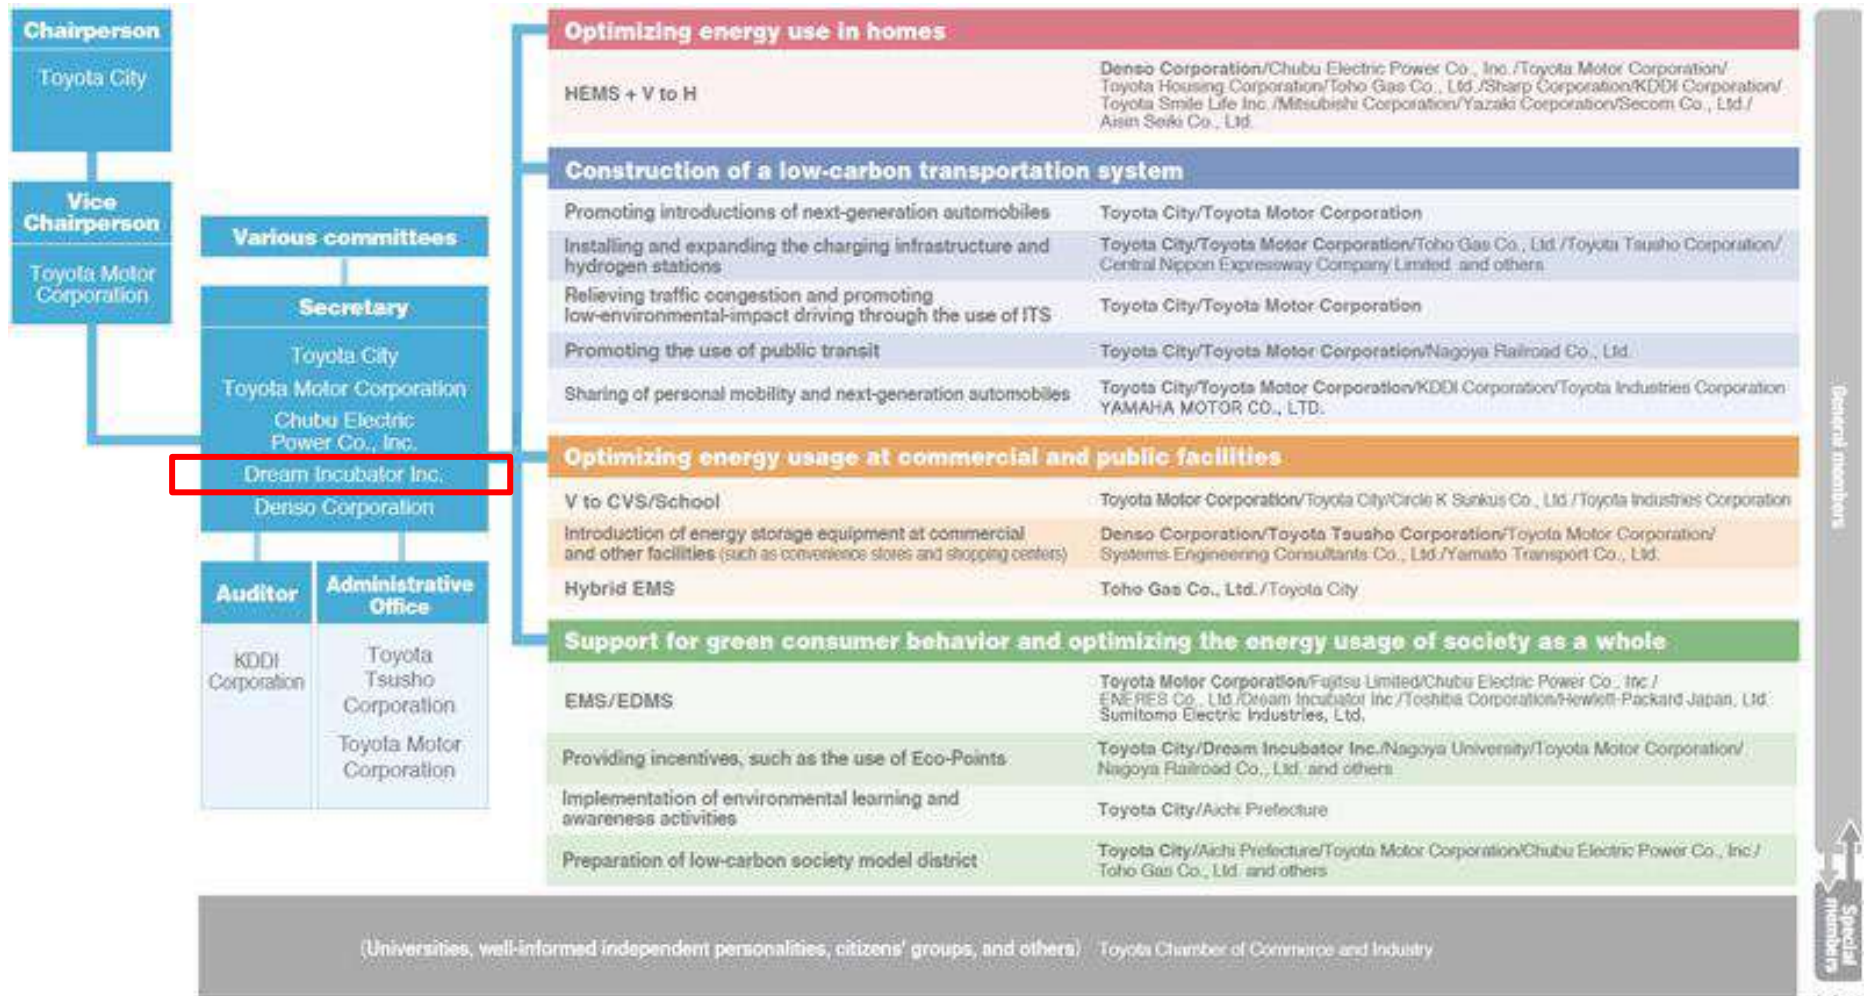 Chairperson
Toyota City
Vice
Chairperson
Toyota Motor
Corporation
Various committees
Secretary
Toyota City
Toyota Motor Corporation
Chubu Electric
Power Co., Inc.
Dream Incubator Inc.
Denso Corporation
Auditor
KDDI
Corporation
Administrative
Office
Toyota
Tsusho
Corporation
Toyota Motor
Corporation
Optimizing energy use in homes
HEMS + V to H
Denso Corporation/Chubu Electric Power Co., Inc./Toyota Motor Corporation/
Toyota Housing Corporation/Toho Gas Co., Ltd./Sharp Corporation/KDDI Corporation/
Toyota Smile Life Inc./Mitsubishi Corporation/Yazaki Corporation/Secom Co., Ltd./
Aisin Seiki Co., Ltd.
Construction of a low-carbon transportation system
Promoting introductions of next-generation automobiles
Toyota City/Toyota Motor Corporation
Installing and expanding the charging infrastructure and
hydrogen stations
Toyota City/Toyota Motor Corporation/Toho Gas Co., Ltd./Toyota Tsusho Corporation/
Central Nippon Expressway Company Limited. and others
Relieving traffic congestion and promoting
low-environmental-impact driving through the use of ITS
Toyota City/Toyota Motor Corporation
Promoting the use of public transit
Toyota City/Toyota Motor Corporation/Nagoya Railroad Co., Ltd.
Sharing of personal mobility and next-generation automobiles
Toyota City/Toyota Motor Corporation/KDDI Corporation/Toyota Industries Corporation
YAMAHA MOTOR CO., LTD.
Optimizing energy usage at commercial and public facilities
V to CVS/School
Toyota Motor Corporation/Toyota City/Circle K Sunkus Co., Ltd./Toyota Industries Corporation
Introduction of energy storage equipment at commercial
and other facilities (such as convenience stores and shopping centers)
Denso Corporation/Toyota Tsusho Corporation/Toyota Motor Corporation/
Systems Engineering Consultants Co., Ltd./Yamato Transport Co., Ltd.
Hybrid EMS
Toho Gas Co., Ltd./Toyota City
Support for green consumer behavior and optimizing the energy usage of society as a whole
EMS/EDMS
Toyota Motor Corporation/Fujitsu Limited/Chubu Electric Power Co., Inc./
ENERES Co., Ltd./Dream Incubator Inc./Toshiba Corporation/Hewlett-Packard Japan, Ltd.
Sumitomo Electric Industries, Ltd.
Providing incentives, such as the use of Eco-Points
Toyota City/Dream Incubator Inc./Nagoya University/Toyota Motor Corporation/
Nagoya Railroad Co., Ltd. and others
Implementation of environmental learning and
awareness activities
Toyota City/Aichi Prefecture
Preparation of low-carbon society model district
Toyota City/Aichi Prefecture/Toyota Motor Corporation/Chubu Electric Power Co., Inc./
Toho Gas Co., Ltd. and others
(Universities, well-informed independent personalities, citizens' groups, and others) Toyota Chamber of Commerce and Industry
General members
Special
members